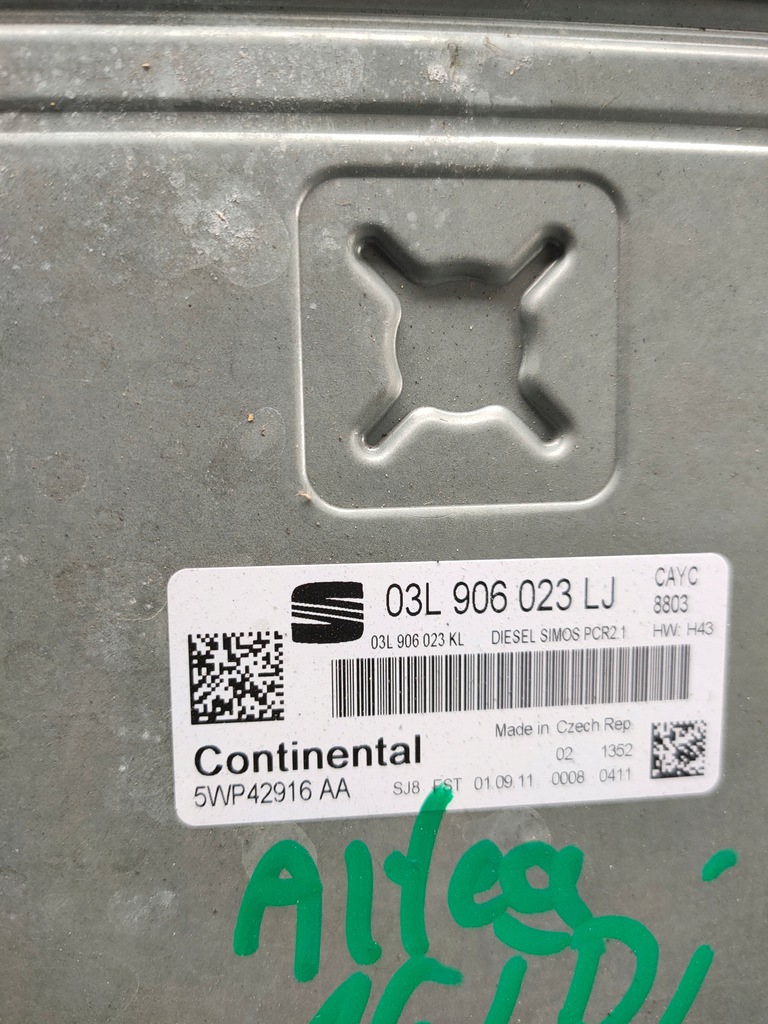 03L 906 023 LJ
CAYC
8803
03L 906 023 KL DIESEL SIMOS PCR2.1 HW: H43
Made in Czech Rep
Continental
02 1352
5WP42916 AA SJ8 EST 01.09.11 0008 0411
Altea